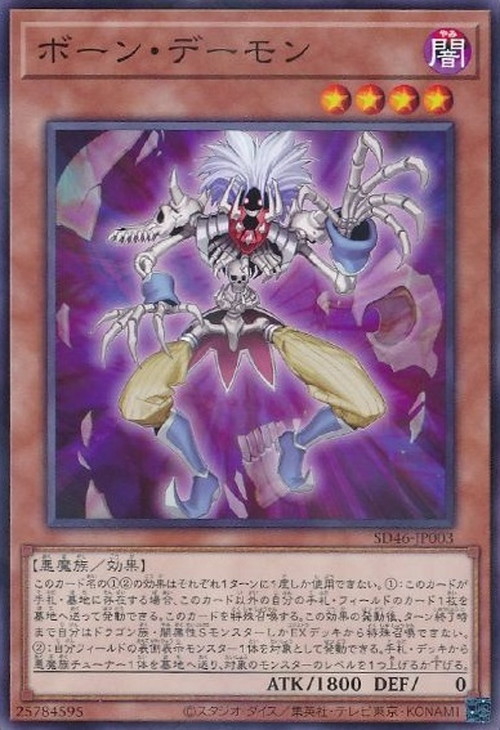 ボーン・デーモン
闇
SD46-JP003
【悪魔族／効果】
このカード名の①②の効果はそれぞれ1ターンに1度しか使用できない。①：このカードが
手札・墓地に存在する場合、このカード以外の自分の手札・フィールドのカード1枚を
墓地へ送って発動できる。このカードを特殊召喚する。この効果の発動後、ターン終了時
まで自分はドラゴン族・闇属性SモンスターしかEXデッキから特殊召喚できない。
②：自分フィールドの表側表示モンスター1体を対象として発動できる。手札・デッキから
悪魔族チューナー1体を墓地へ送り、対象のモンスターのレベルを1つ上げるか下げる。
ATK/1800 DEF/ 0
25784595 ©スタジオ・ダイス／集英社・テレビ東京・KONAMI